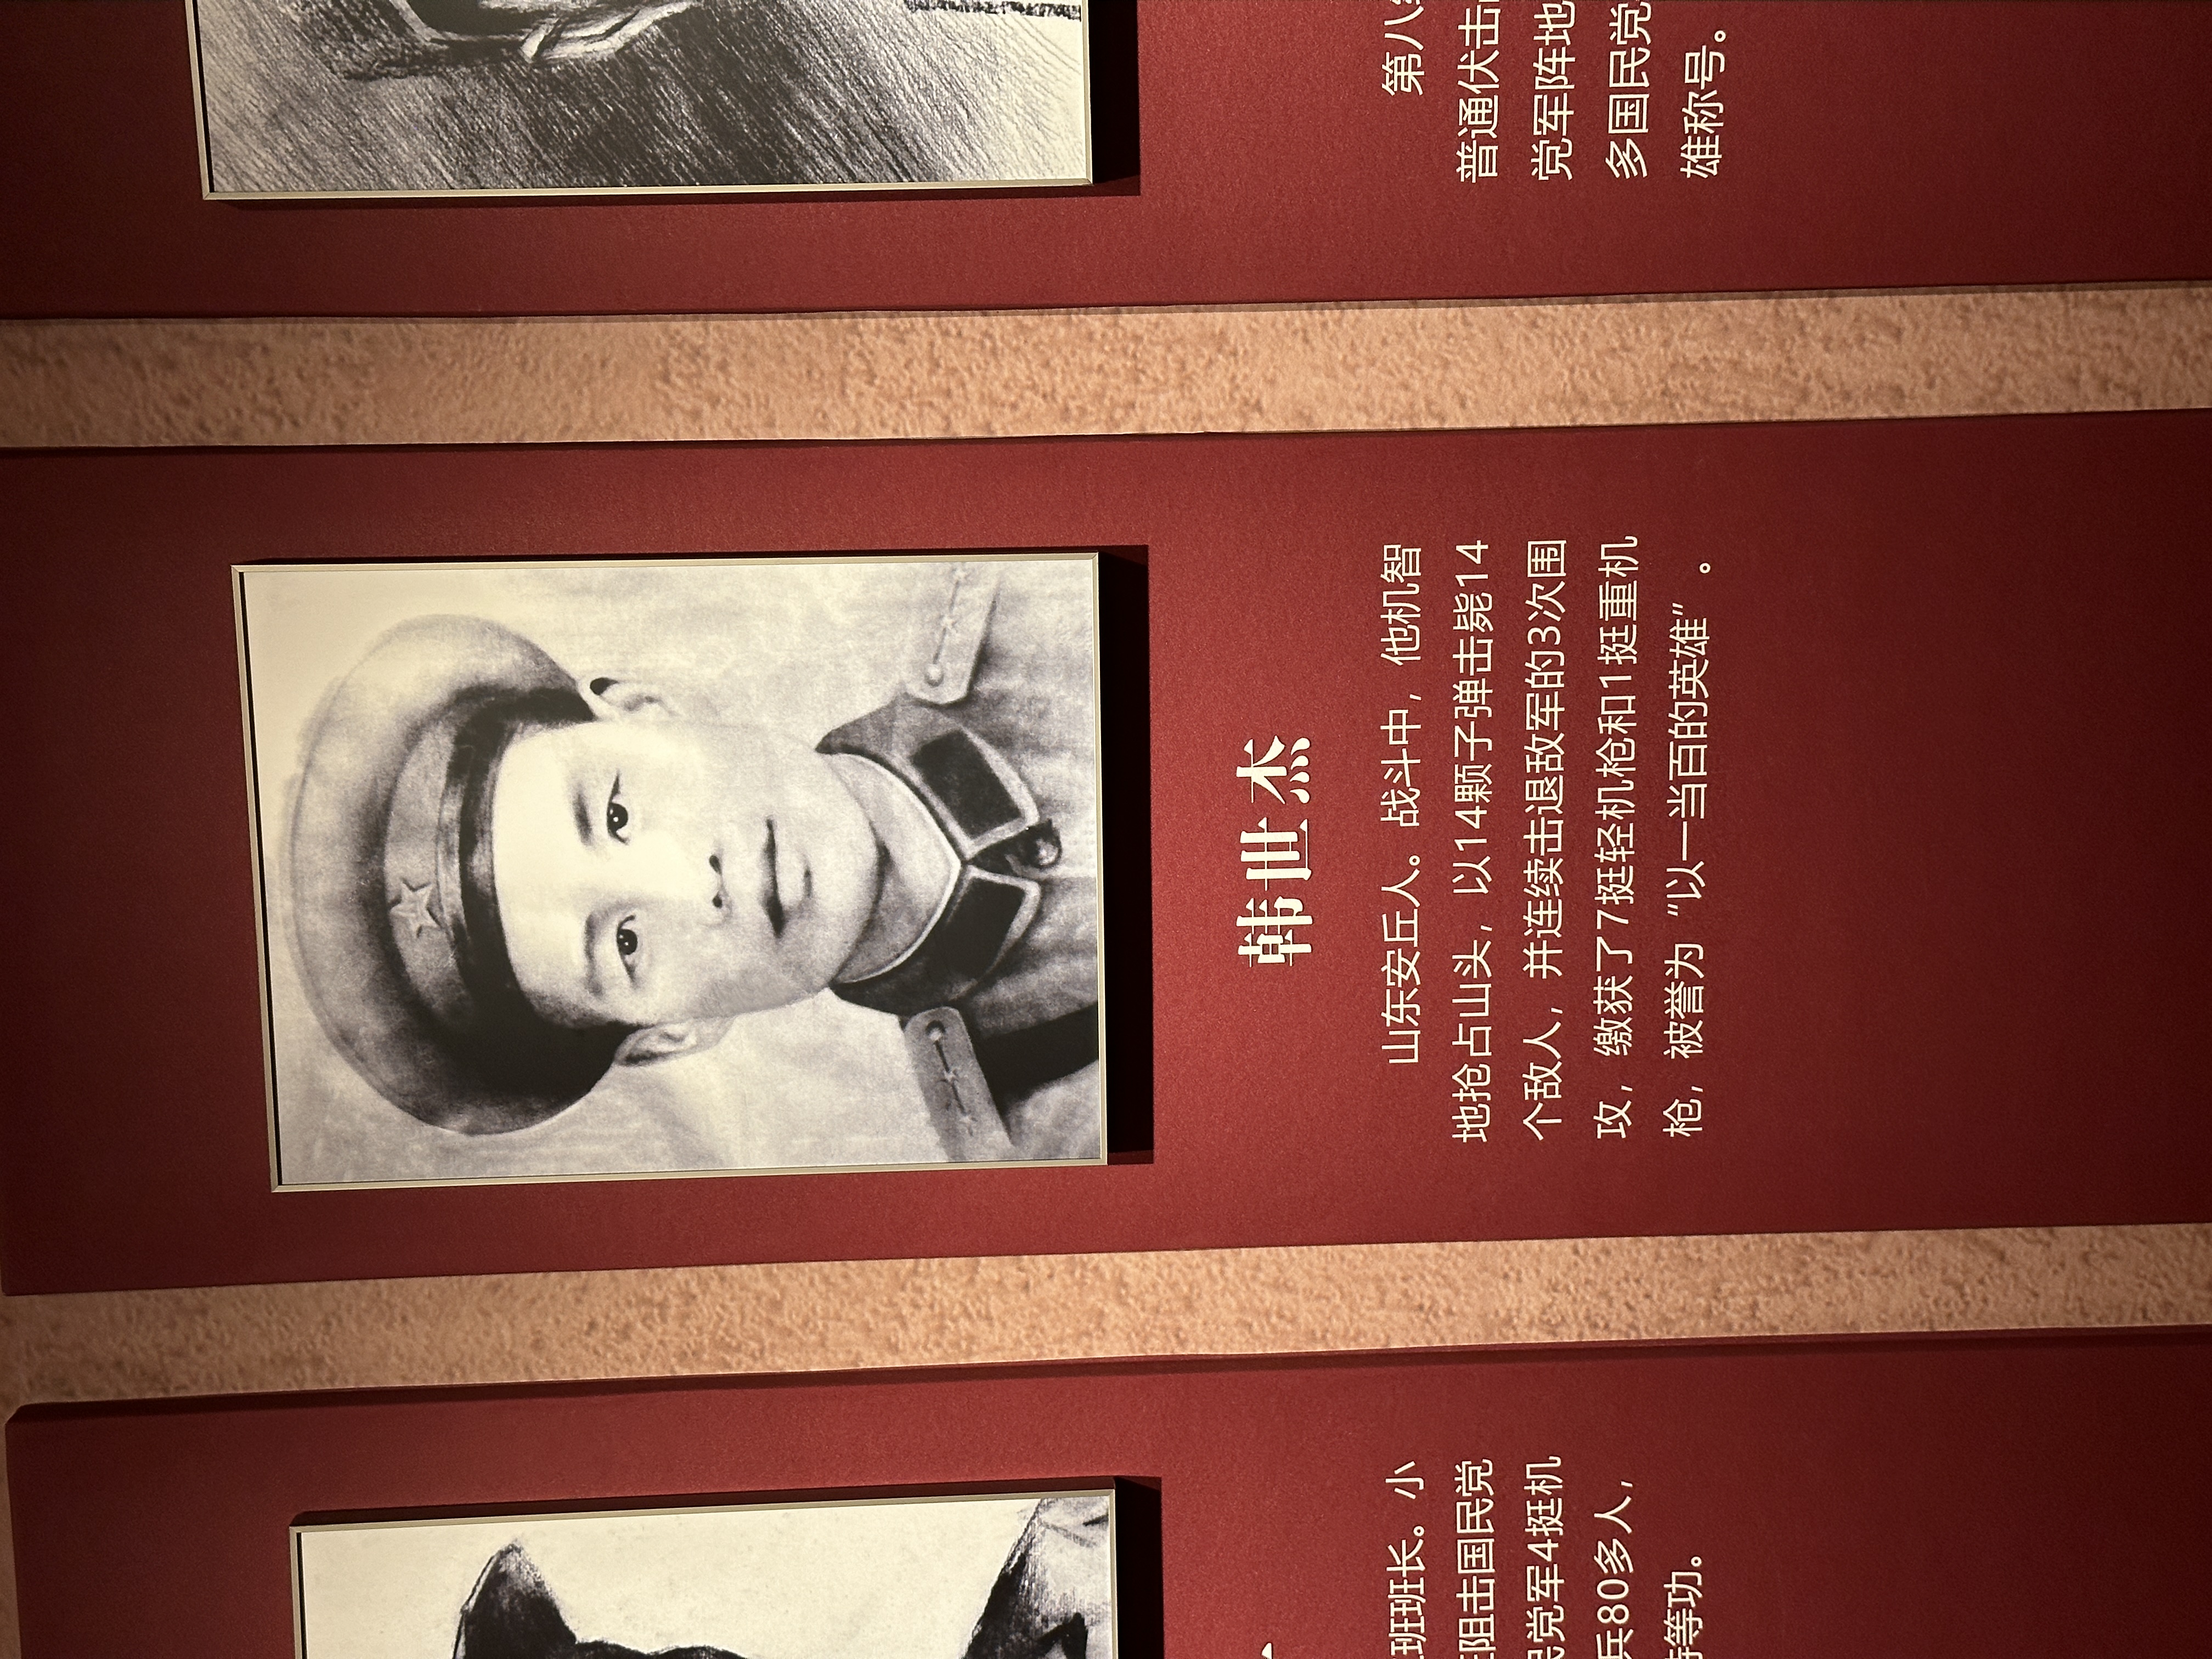 班班长。小
阻击国民党
党军4挺机
兵80多人，
等功。
韩世杰
山东安丘人。战斗中，他机智
地抢占山头，以14颗子弹击毙14
个敌人，并连续击退敌军的3次围
攻，缴获了7挺轻机枪和1挺重机
枪，被誉为“以一当百的英雄”。
第八
普通伏击
党军阵地
多国民党
雄称号。